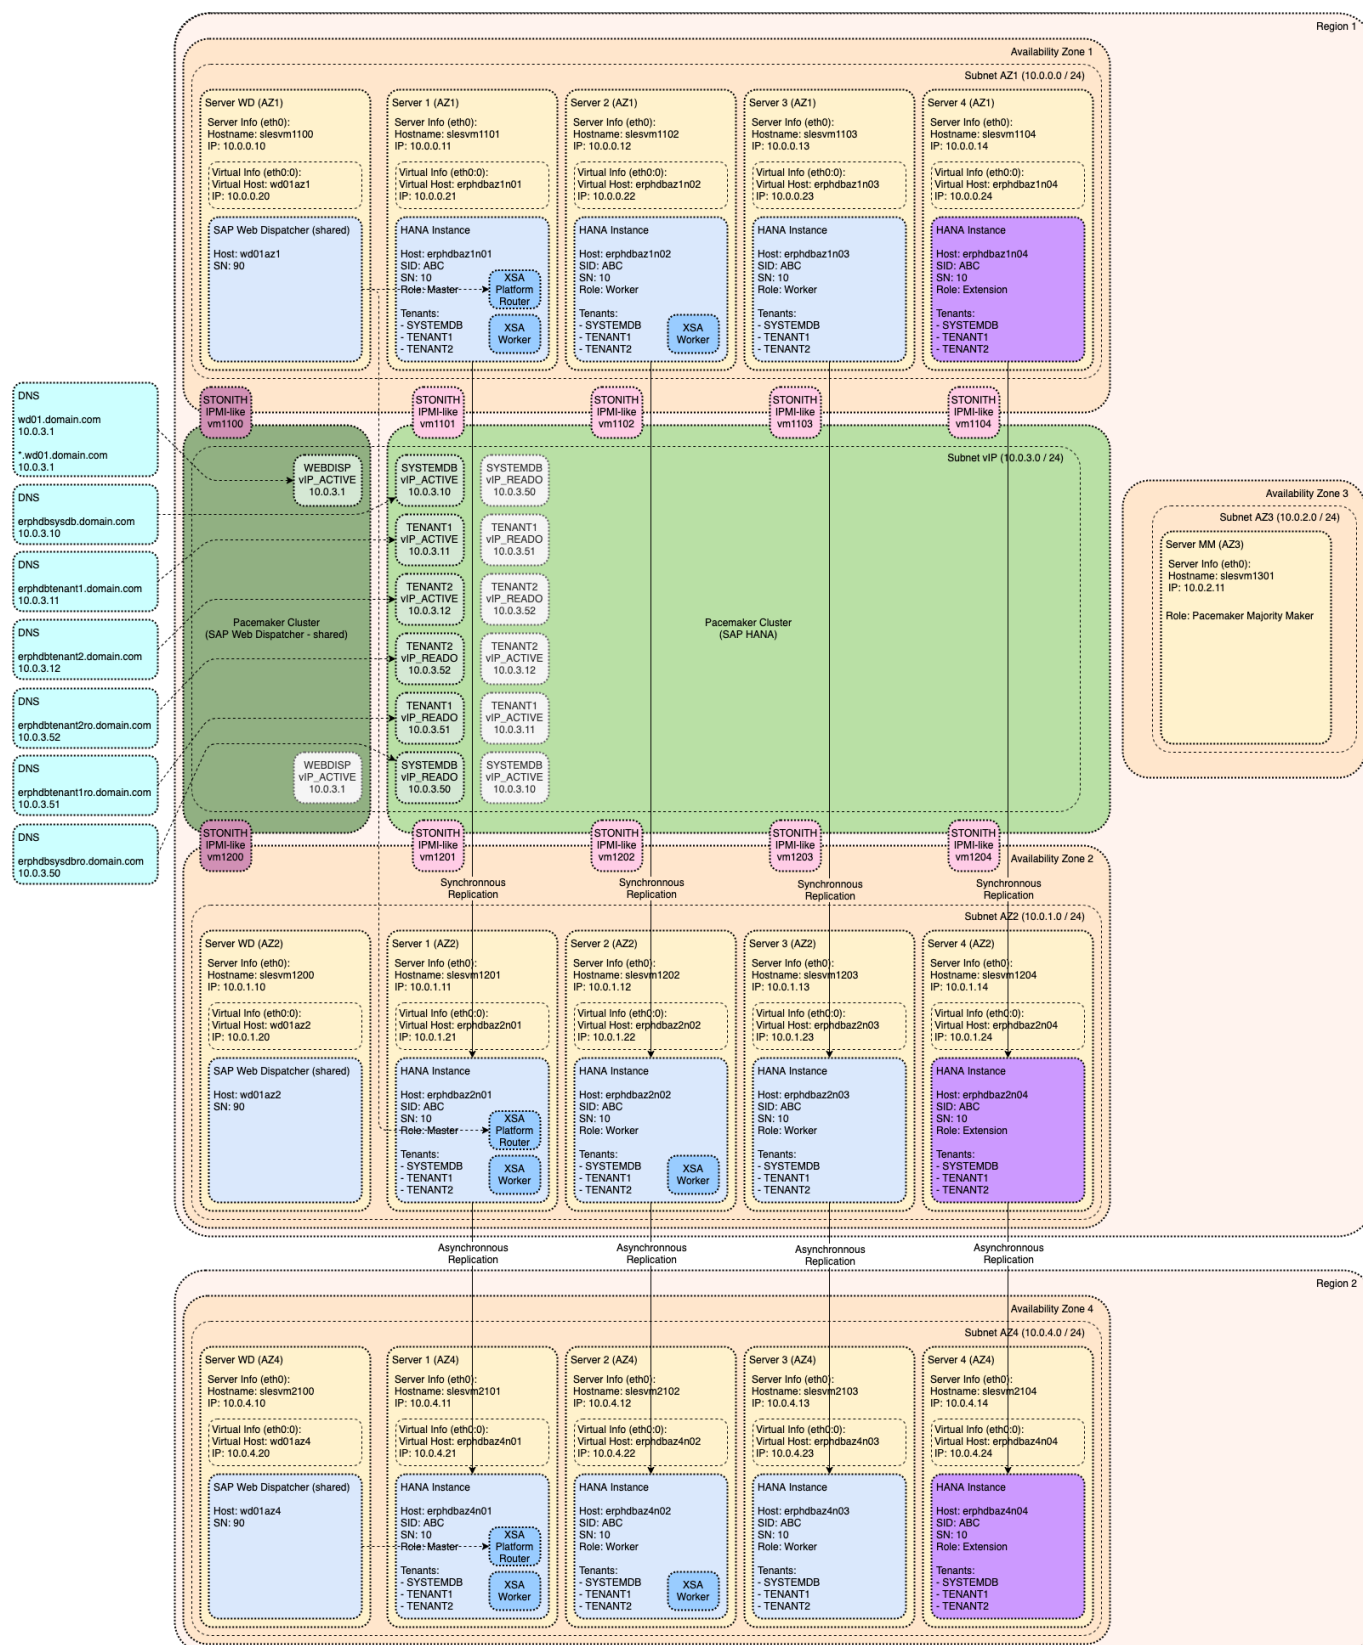 Region 1
Availability Zone 1
Subnet AZ1 (10.0.0.0 / 24)
Server WD (AZ1)
Server Info (eth0):
Hostname: slesvm1100
IP: 10.0.0.10
Virtual Info (eth0:0):
Virtual Host: wd01az1
IP: 10.0.0.20
SAP Web Dispatcher (shared)
Host: wd01az1
SN: 90
Server 1 (AZ1)
Server Info (eth0):
Hostname: slesvm1101
IP: 10.0.0.11
Virtual Info (eth0:0):
Virtual Host: erphdbaz1n01
IP: 10.0.0.21
HANA Instance
Host: erphdbaz1n01
SID: ABC
SN: 10
Role: Master
Tenants:
- SYSTEMDB
- TENANT1
- TENANT2
XSA
Platform
Router
XSA
Worker
Server 2 (AZ1)
Server Info (eth0):
Hostname: slesvm1102
IP: 10.0.0.12
Virtual Info (eth0:0):
Virtual Host: erphdbaz1n02
IP: 10.0.0.22
HANA Instance
Host: erphdbaz1n02
SID: ABC
SN: 10
Role: Worker
Tenants:
- SYSTEMDB
- TENANT1
- TENANT2
XSA
Worker
Server 3 (AZ1)
Server Info (eth0):
Hostname: slesvm1103
IP: 10.0.0.13
Virtual Info (eth0:0):
Virtual Host: erphdbaz1n03
IP: 10.0.0.23
HANA Instance
Host: erphdbaz1n03
SID: ABC
SN: 10
Role: Worker
Tenants:
- SYSTEMDB
- TENANT1
- TENANT2
Server 4 (AZ1)
Server Info (eth0):
Hostname: slesvm1104
IP: 10.0.0.14
Virtual Info (eth0:0):
Virtual Host: erphdbaz1n04
IP: 10.0.0.24
HANA Instance
Host: erphdbaz1n04
SID: ABC
SN: 10
Role: Extension
Tenants:
- SYSTEMDB
- TENANT1
- TENANT2
STONITH
IPMI-like
vm1100
STONITH
IPMI-like
vm1101
STONITH
IPMI-like
vm1102
STONITH
IPMI-like
vm1103
STONITH
IPMI-like
vm1104
DNS
wd01.domain.com
10.0.3.1
*.wd01.domain.com
10.0.3.1
DNS
erphdbsysdb.domain.com
10.0.3.10
DNS
erphdbtenant1.domain.com
10.0.3.11
DNS
erphdbtenant2.domain.com
10.0.3.12
DNS
erphdbtenant2ro.domain.com
10.0.3.52
DNS
erphdbtenant1ro.domain.com
10.0.3.51
DNS
erphdbsysdbro.domain.com
10.0.3.50
WEBDISP
vIP_ACTIVE
10.0.3.1
Pacemaker Cluster
(SAP Web Dispatcher - shared)
WEBDISP
vIP_ACTIVE
10.0.3.1
Subnet vIP (10.0.3.0 / 24)
SYSTEMDB
vIP_ACTIVE
10.0.3.10
SYSTEMDB
vIP_READO
10.0.3.50
TENANT1
vIP_ACTIVE
10.0.3.11
TENANT1
vIP_READO
10.0.3.51
TENANT2
vIP_ACTIVE
10.0.3.12
TENANT2
vIP_READO
10.0.3.52
TENANT2
vIP_READO
10.0.3.52
TENANT2
vIP_ACTIVE
10.0.3.12
TENANT1
vIP_READO
10.0.3.51
TENANT1
vIP_ACTIVE
10.0.3.11
SYSTEMDB
vIP_READO
10.0.3.50
SYSTEMDB
vIP_ACTIVE
10.0.3.10
Pacemaker Cluster
(SAP HANA)
Availability Zone 3
Subnet AZ3 (10.0.2.0 / 24)
Server MM (AZ3)
Server Info (eth0):
Hostname: slesvm1301
IP: 10.0.2.11
Role: Pacemaker Majority Maker
STONITH
IPMI-like
vm1200
STONITH
IPMI-like
vm1201
STONITH
IPMI-like
vm1202
STONITH
IPMI-like
vm1203
STONITH
IPMI-like
vm1204
Availability Zone 2
Synchronnous
Replication
Synchronnous
Replication
Synchronnous
Replication
Synchronnous
Replication
Subnet AZ2 (10.0.1.0 / 24)
Server WD (AZ2)
Server Info (eth0):
Hostname: slesvm1200
IP: 10.0.1.10
Virtual Info (eth0:0):
Virtual Host: wd01az2
IP: 10.0.1.20
SAP Web Dispatcher (shared)
Host: wd01az2
SN: 90
Server 1 (AZ2)
Server Info (eth0):
Hostname: slesvm1201
IP: 10.0.1.11
Virtual Info (eth0:0):
Virtual Host: erphdbaz2n01
IP: 10.0.1.21
HANA Instance
Host: erphdbaz2n01
SID: ABC
SN: 10
Role: Master
Tenants:
- SYSTEMDB
- TENANT1
- TENANT2
XSA
Platform
Router
XSA
Worker
Server 2 (AZ2)
Server Info (eth0):
Hostname: slesvm1202
IP: 10.0.1.12
Virtual Info (eth0:0):
Virtual Host: erphdbaz2n02
IP: 10.0.1.22
HANA Instance
Host: erphdbaz2n02
SID: ABC
SN: 10
Role: Worker
Tenants:
- SYSTEMDB
- TENANT1
- TENANT2
XSA
Worker
Server 3 (AZ2)
Server Info (eth0):
Hostname: slesvm1203
IP: 10.0.1.13
Virtual Info (eth0:0):
Virtual Host: erphdbaz2n03
IP: 10.0.1.23
HANA Instance
Host: erphdbaz2n03
SID: ABC
SN: 10
Role: Worker
Tenants:
- SYSTEMDB
- TENANT1
- TENANT2
Server 4 (AZ2)
Server Info (eth0):
Hostname: slesvm1204
IP: 10.0.1.14
Virtual Info (eth0:0):
Virtual Host: erphdbaz2n04
IP: 10.0.1.24
HANA Instance
Host: erphdbaz2n04
SID: ABC
SN: 10
Role: Extension
Tenants:
- SYSTEMDB
- TENANT1
- TENANT2
Asynchronnous
Replication
Asynchronnous
Replication
Asynchronnous
Replication
Asynchronnous
Replication
Region 2
Availability Zone 4
Subnet AZ4 (10.0.4.0 / 24)
Server WD (AZ4)
Server Info (eth0):
Hostname: slesvm2100
IP: 10.0.4.10
Virtual Info (eth0:0):
Virtual Host: wd01az4
IP: 10.0.4.20
SAP Web Dispatcher (shared)
Host: wd01az4
SN: 90
Server 1 (AZ4)
Server Info (eth0):
Hostname: slesvm2101
IP: 10.0.4.11
Virtual Info (eth0:0):
Virtual Host: erphdbaz4n01
IP: 10.0.4.21
HANA Instance
Host: erphdbaz4n01
SID: ABC
SN: 10
Role: Master
Tenants:
- SYSTEMDB
- TENANT1
- TENANT2
XSA
Platform
Router
XSA
Worker
Server 2 (AZ4)
Server Info (eth0):
Hostname: slesvm2102
IP: 10.0.4.12
Virtual Info (eth0:0):
Virtual Host: erphdbaz4n02
IP: 10.0.4.22
HANA Instance
Host: erphdbaz4n02
SID: ABC
SN: 10
Role: Worker
Tenants:
- SYSTEMDB
- TENANT1
- TENANT2
XSA
Worker
Server 3 (AZ4)
Server Info (eth0):
Hostname: slesvm2103
IP: 10.0.4.13
Virtual Info (eth0:0):
Virtual Host: erphdbaz4n03
IP: 10.0.4.23
HANA Instance
Host: erphdbaz4n03
SID: ABC
SN: 10
Role: Worker
Tenants:
- SYSTEMDB
- TENANT1
- TENANT2
Server 4 (AZ4)
Server Info (eth0):
Hostname: slesvm2104
IP: 10.0.4.14
Virtual Info (eth0:0):
Virtual Host: erphdbaz4n04
IP: 10.0.4.24
HANA Instance
Host: erphdbaz4n04
SID: ABC
SN: 10
Role: Extension
Tenants:
- SYSTEMDB
- TENANT1
- TENANT2